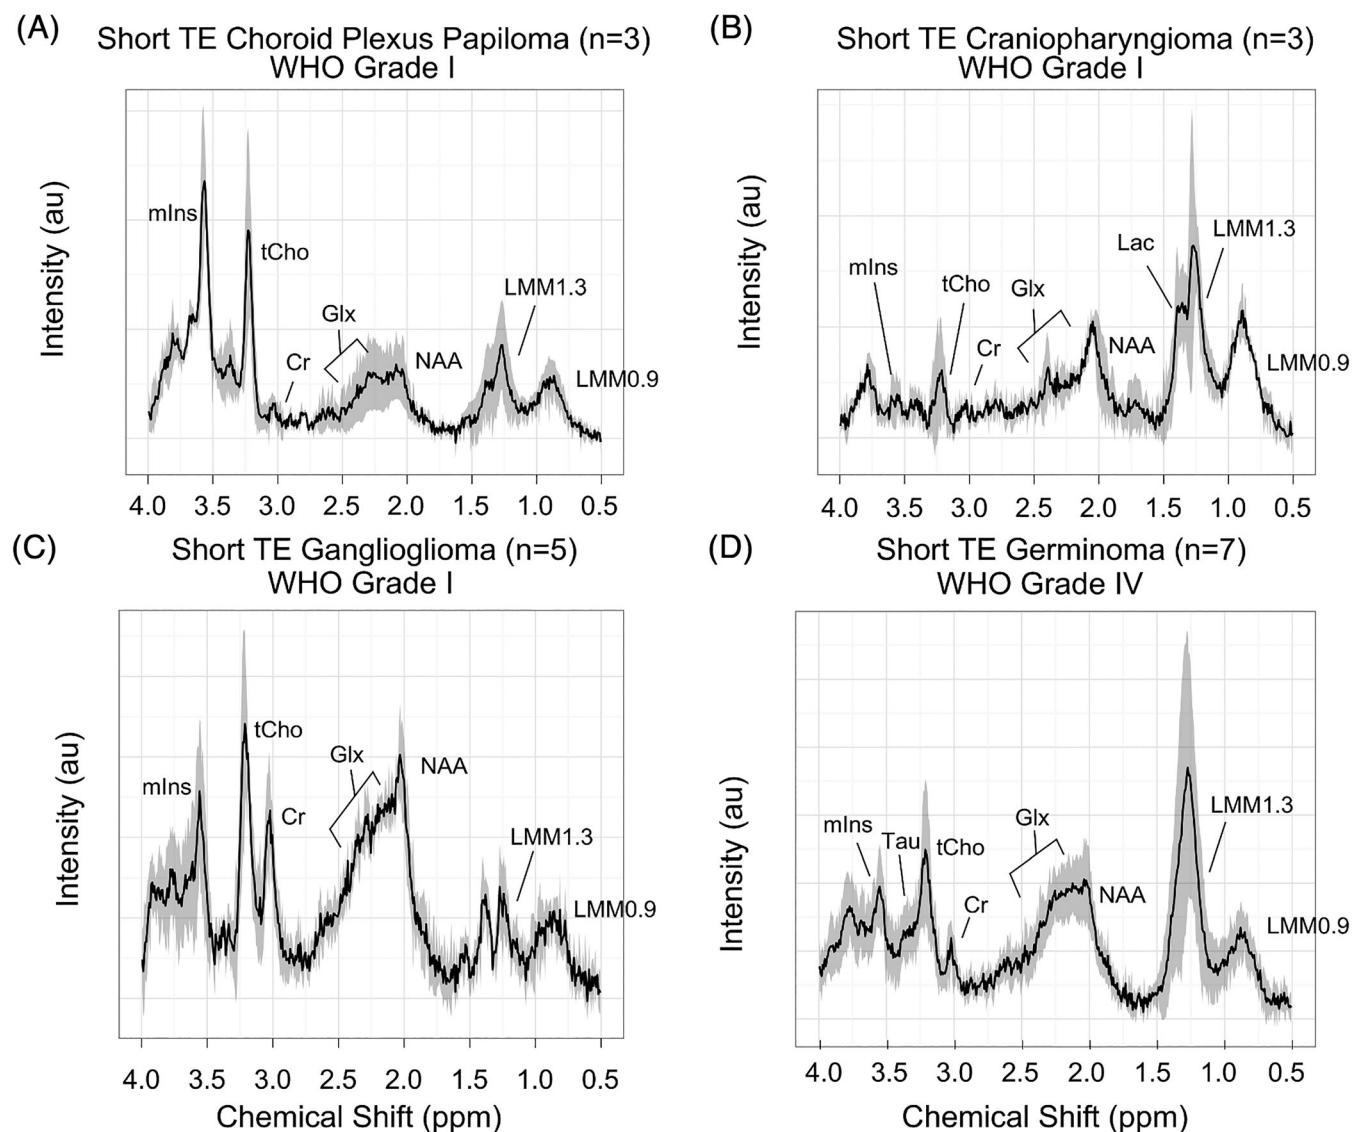 (A)
Short TE Choroid Plexus Papiloma (n=3)
WHO Grade I
Intensity (au)
mIns
tCho
Cr
Glx
NAA
LMM1.3
LMM0.9
4.0 3.5 3.0 2.5 2.0 1.5 1.0 0.5
(B)
Short TE Craniopharyngioma (n=3)
WHO Grade I
Intensity (au)
mIns
tCho
Cr
Glx
NAA
Lac
LMM1.3
LMM0.9
4.0 3.5 3.0 2.5 2.0 1.5 1.0 0.5
(C)
Short TE Ganglioglioma (n=5)
WHO Grade I
Intensity (au)
mIns
tCho
Cr
Glx
NAA
LMM1.3
LMM0.9
4.0 3.5 3.0 2.5 2.0 1.5 1.0 0.5
Chemical Shift (ppm)
(D)
Short TE Germinoma (n=7)
WHO Grade IV
Intensity (au)
mIns
Tau
tCho
Cr
Glx
NAA
LMM1.3
LMM0.9
4.0 3.5 3.0 2.5 2.0 1.5 1.0 0.5
Chemical Shift (ppm)